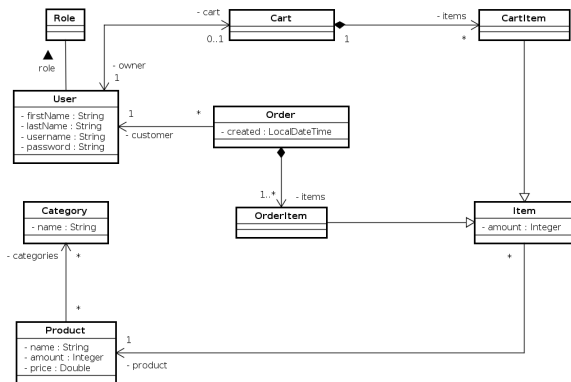 Role
- cart
0..1
Cart
1
- items
*
CartItem
role
- owner
1
User
- firstName : String
- lastName : String
- username : String
- password : String
1
*
- customer
Order
- created : LocalDateTime
1..*
- items
OrderItem
Category
- name : String
Item
- amount : Integer
- categories
*
*
*
Product
- name : String
- amount : Integer
- price : Double
1
- product